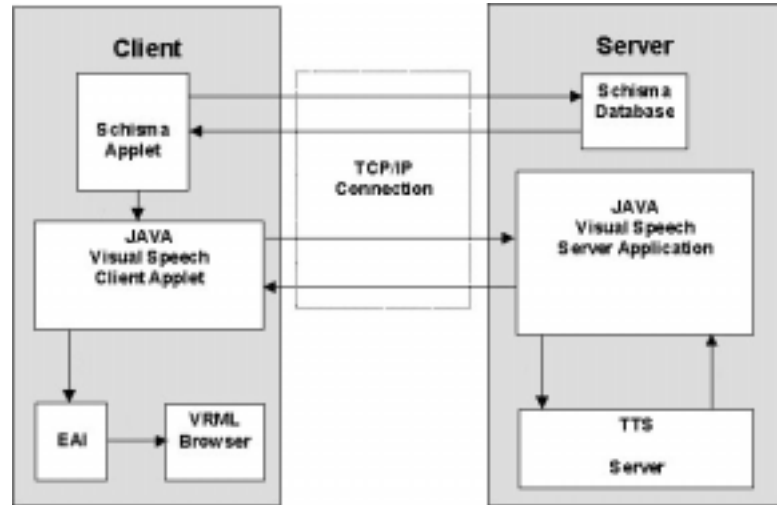 Client
Schisma
Applet
JAVA
Visual Speech
Client Applet
EAI
VRML
Browser
TCP/IP
Connection
Server
Schisma
Database
JAVA
Visual Speech
Server Application
TTS
Server